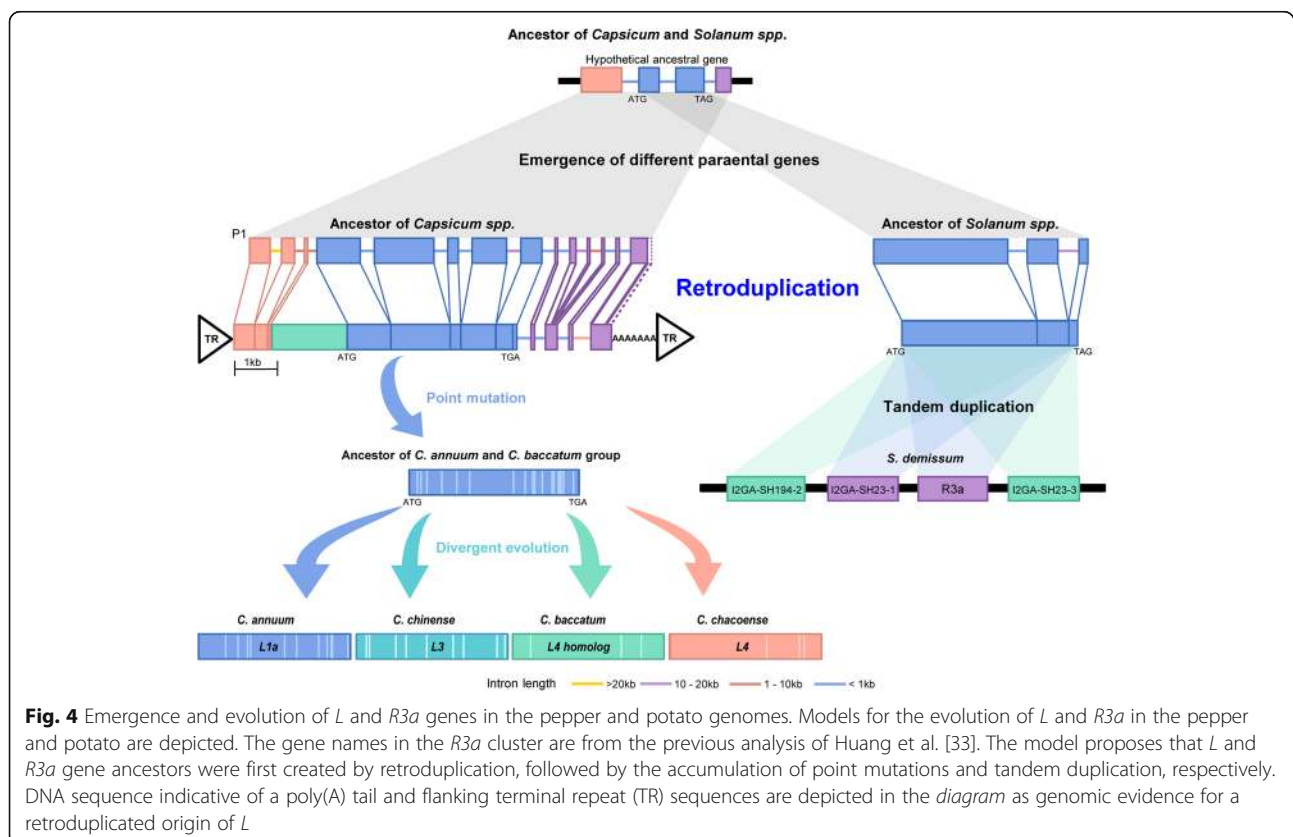 Ancestor of Capsicum and Solanum spp.
Hypothetical ancestral gene
ATG TAG
Emergence of different paraental genes
Ancestor of Capsicum spp.
Ancestor of Solanum spp.
P1
Retroduplication
TR
AAAAAAA
TR
ATG
TGA
1kb
ATG
TAG
Point mutation
Tandem duplication
Ancestor of C. annuum and C. baccatum group
S. demissum
I2GA-SH194-2 I2GA-SH23-1 R3a I2GA-SH23-3
ATG TGA
Divergent evolution
C. annuum C. chinense C. baccatum C. chacoense
L1a L3 L4 homolog L4
Intron length >20kb 10 - 20kb 1 - 10kb < 1kb
Fig. 4 Emergence and evolution of L and R3a genes in the pepper and potato genomes. Models for the evolution of L and R3a in the pepper
and potato are depicted. The gene names in the R3a cluster are from the previous analysis of Huang et al. [33]. The model proposes that L and
R3a gene ancestors were first created by retroduplication, followed by the accumulation of point mutations and tandem duplication, respectively.
DNA sequence indicative of a poly(A) tail and flanking terminal repeat (TR) sequences are depicted in the diagram as genomic evidence for a
retroduplicated origin of L